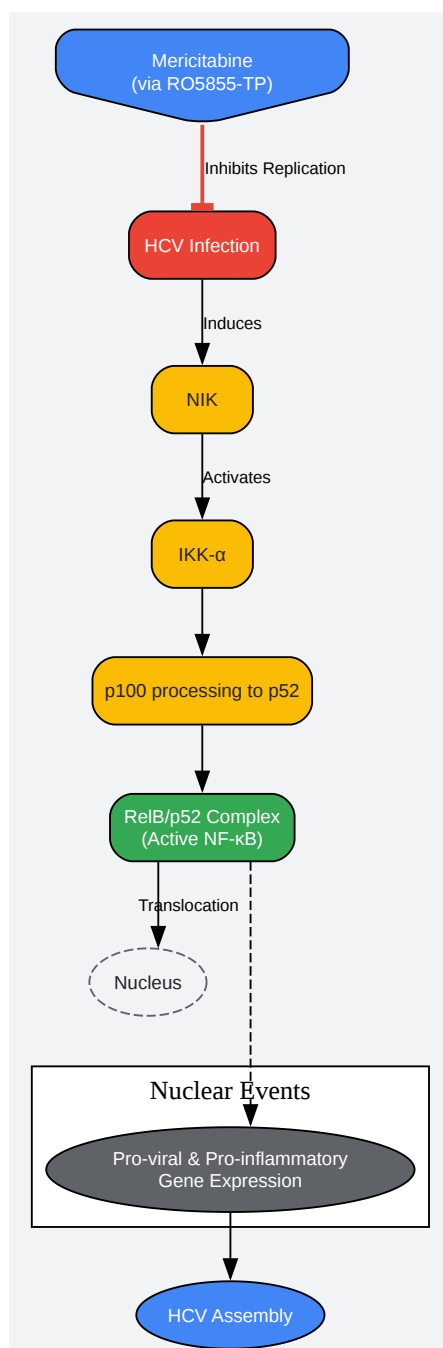 Mericitabine
(via RO5855-TP)
Inhibits Replication
HCV Infection
Induces
NIK
Activates
IKK-α
p100 processing to p52
RelB/p52 Complex
(Active NF-κB)
Translocation
Nucleus
Nuclear Events
Pro-viral & Pro-inflammatory
Gene Expression
HCV Assembly